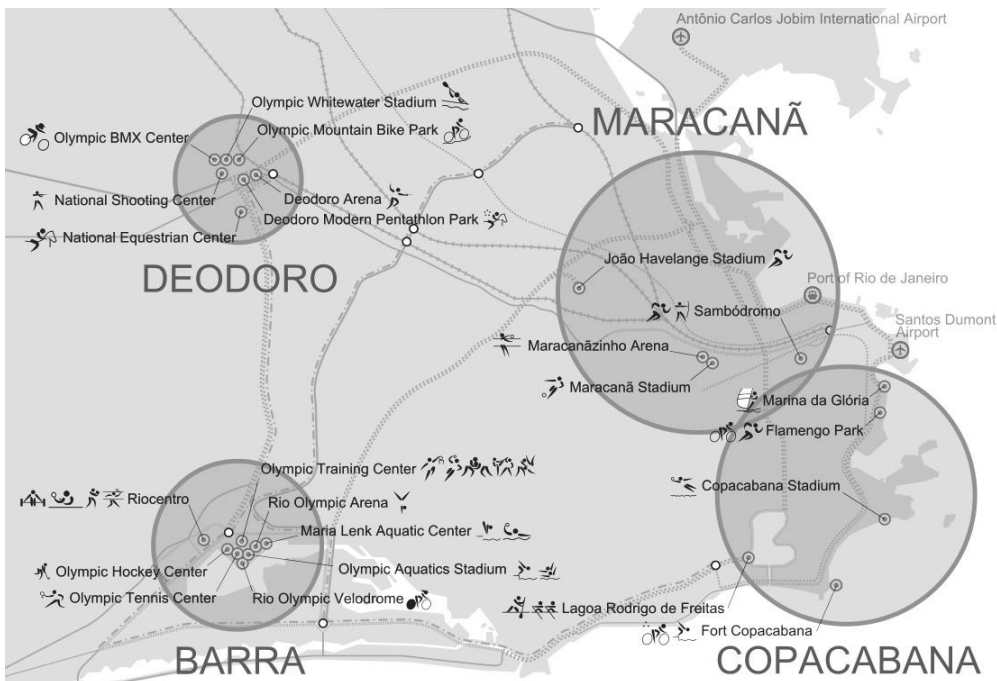 Antônio Carlos Jobim International Airport
MARACANÃ
Olympic Whitewater Stadium
Olympic BMX Center
Olympic Mountain Bike Park
National Shooting Center
Deodoro Arena
Deodoro Modern Pentathlon Park
National Equestrian Center
DEODORO
João Havelange Stadium
Port of Rio de Janeiro
Sambódromo
Santos Dumont
Airport
Maracanãzinho Arena
Maracanã Stadium
Marina da Glória
Flamengo Park
Olympic Training Center
Copacabana Stadium
Riocentro
Rio Olympic Arena
Maria Lenk Aquatic Center
Olympic Hockey Center
Olympic Aquatics Stadium
Olympic Tennis Center
Rio Olympic Velodrome
Lagoa Rodrigo de Freitas
Fort Copacabana
BARRA
COPACABANA